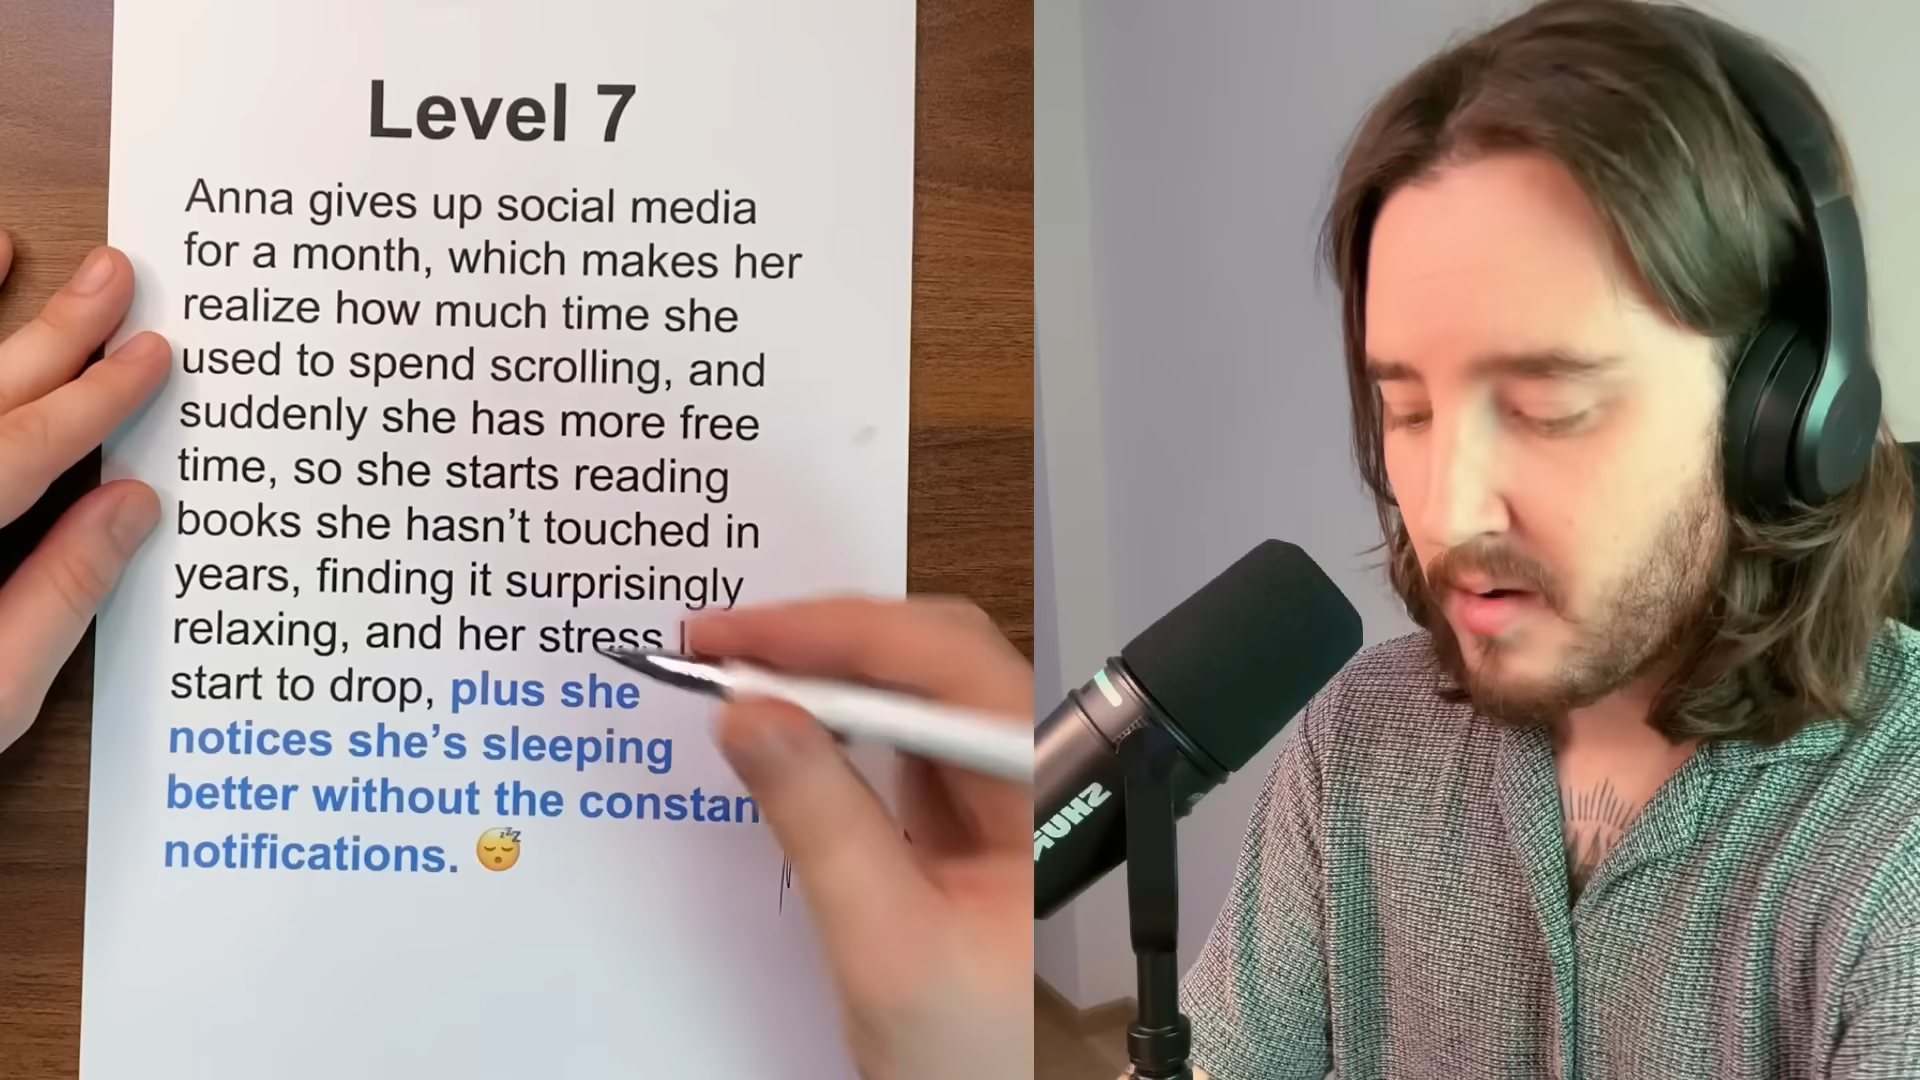 Level 7
Anna gives up social media
for a month, which makes her
realize how much time she
used to spend scrolling, and
suddenly she has more free
time, so she starts reading
books she hasn’t touched in
years, finding it surprisingly
relaxing, and her stress
start to drop, plus she
notices she’s sleeping
better without the
notifications. 😴
SHURE